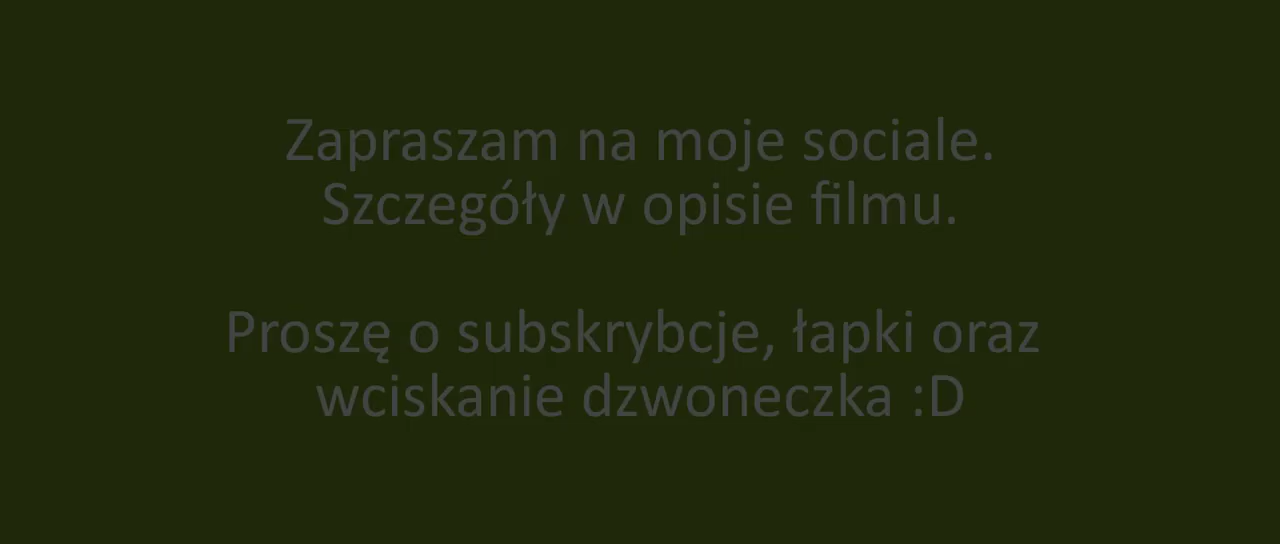 Zapraszam na moje sociale.
Szczegóły w opisie filmu.
Proszę o subskrybcje, łapki oraz
wciskanie dzwoneczka :D